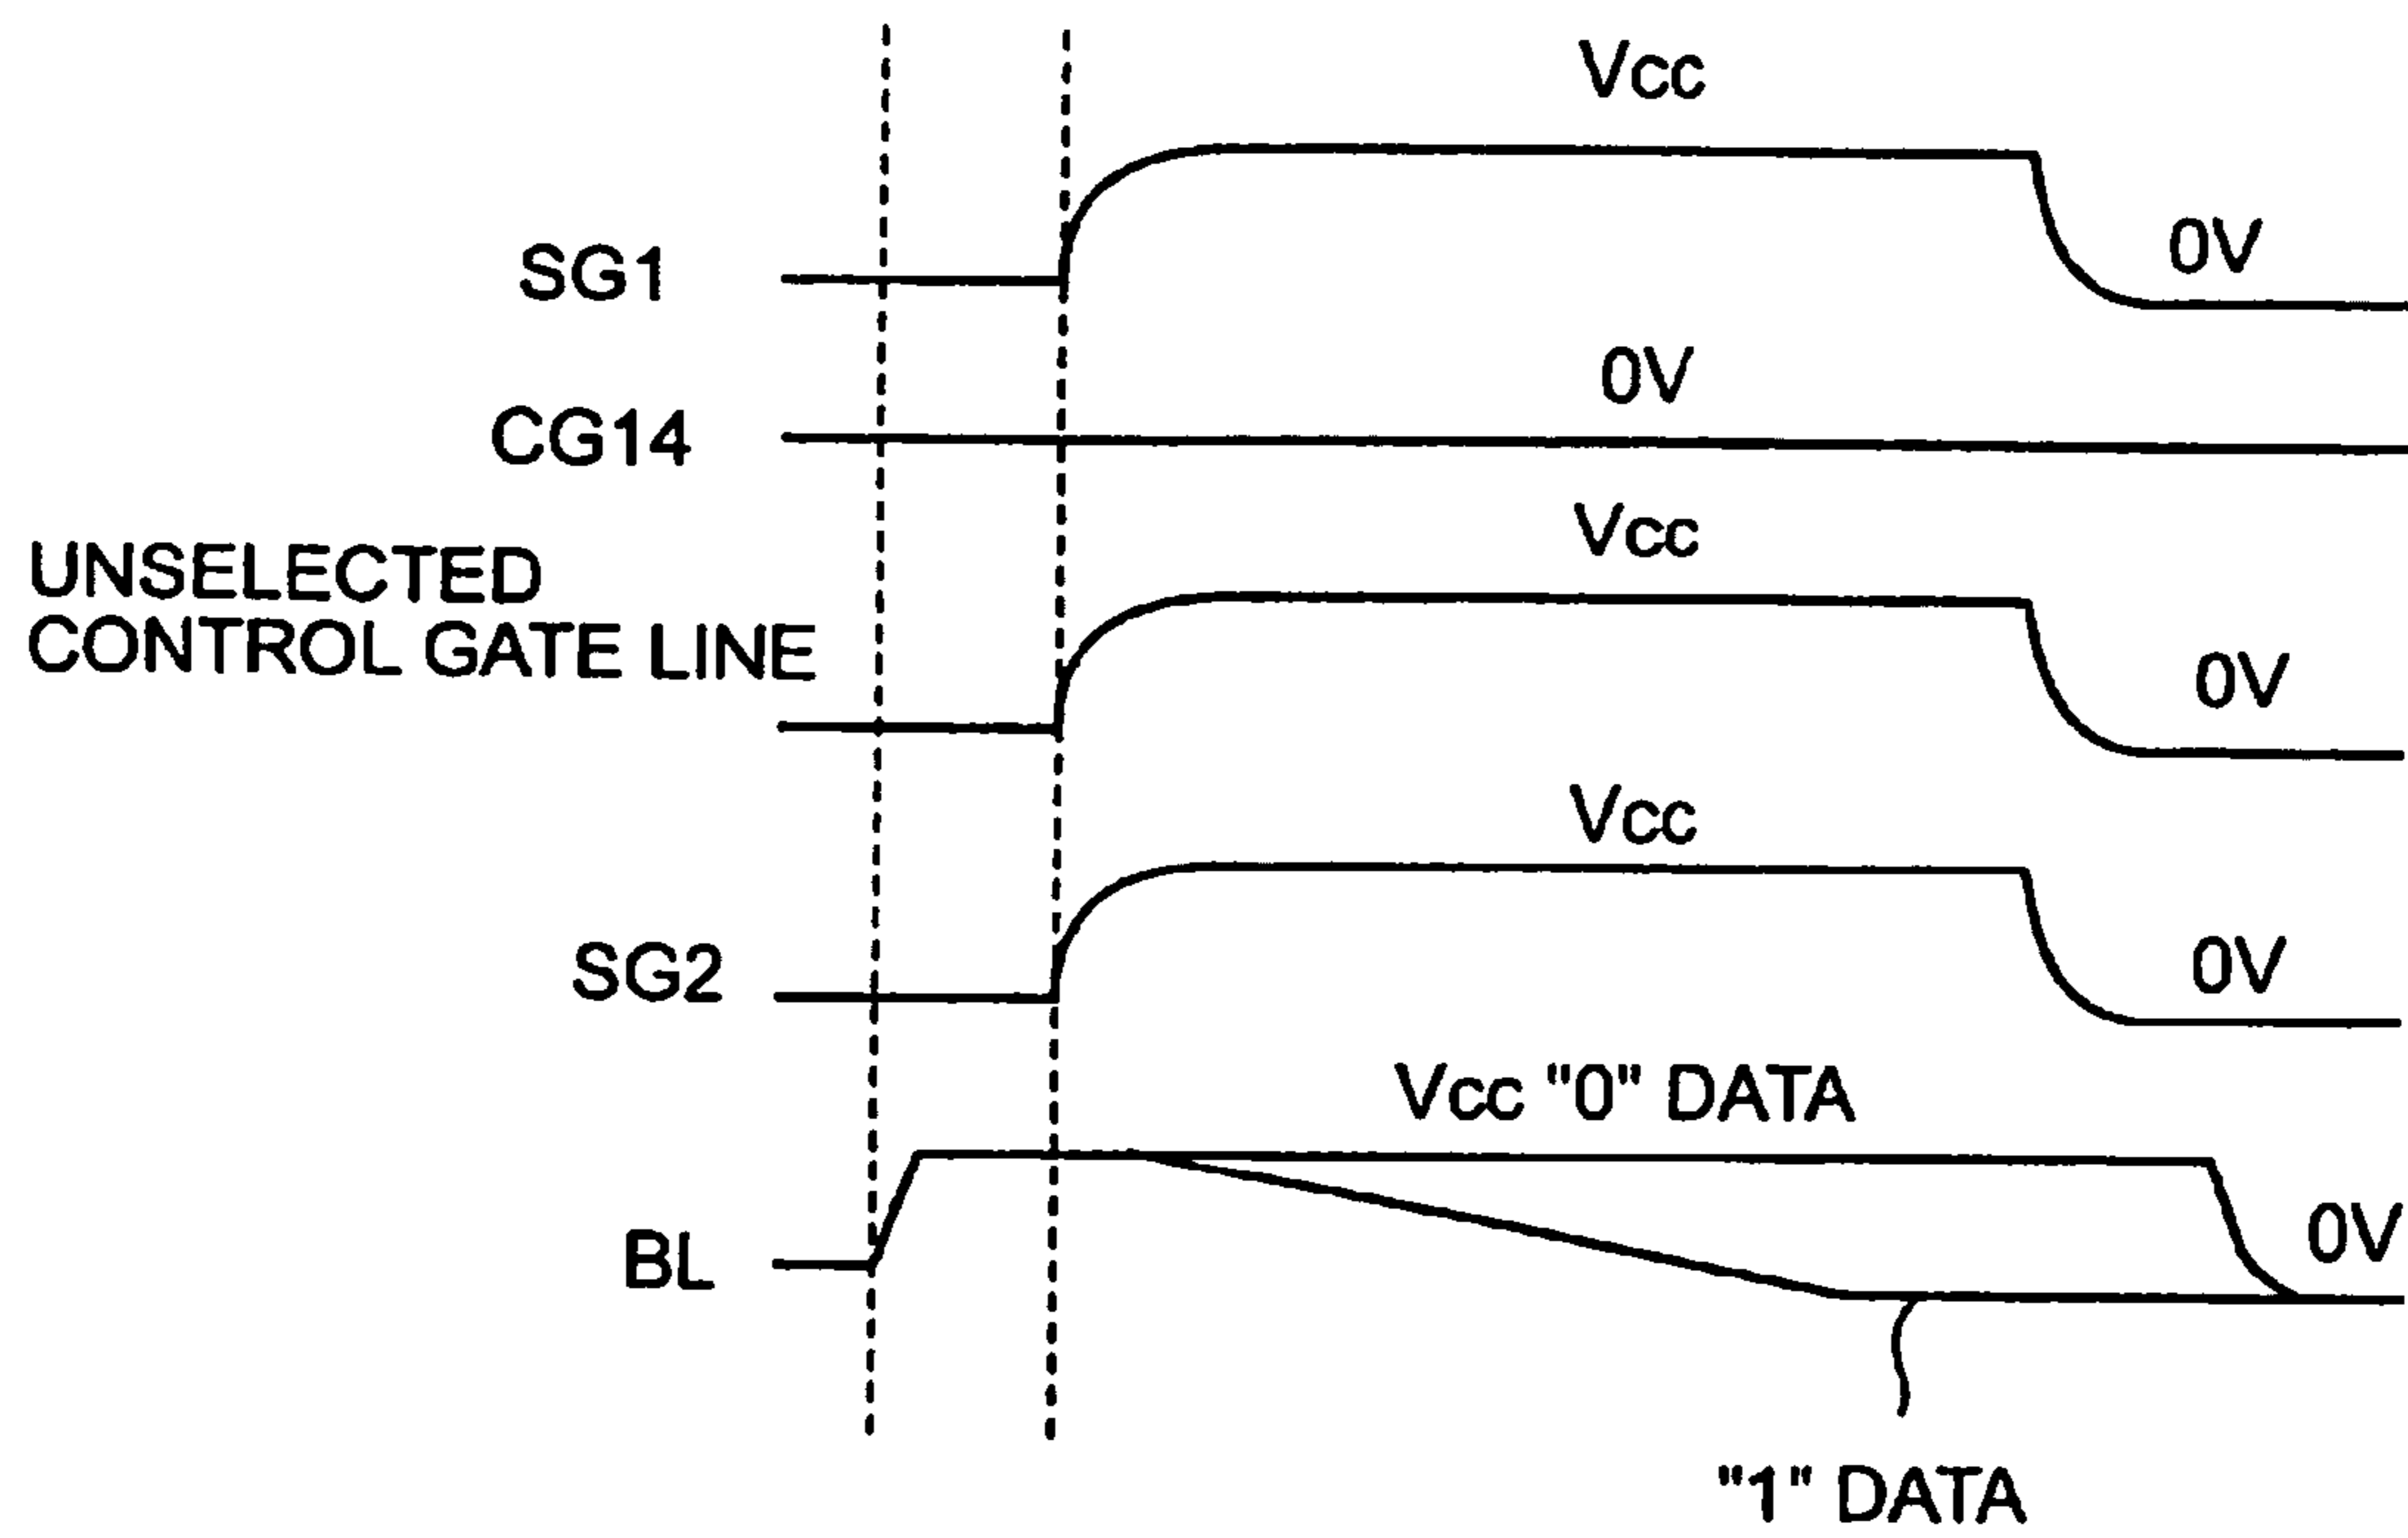 Vcc
SG1
0V
0V
CG14
Vcc
UNSELECTED
CONTROL GATE LINE
0V
Vcc
SG2
0V
Vcc "0" DATA
BL
0V
"1" DATA